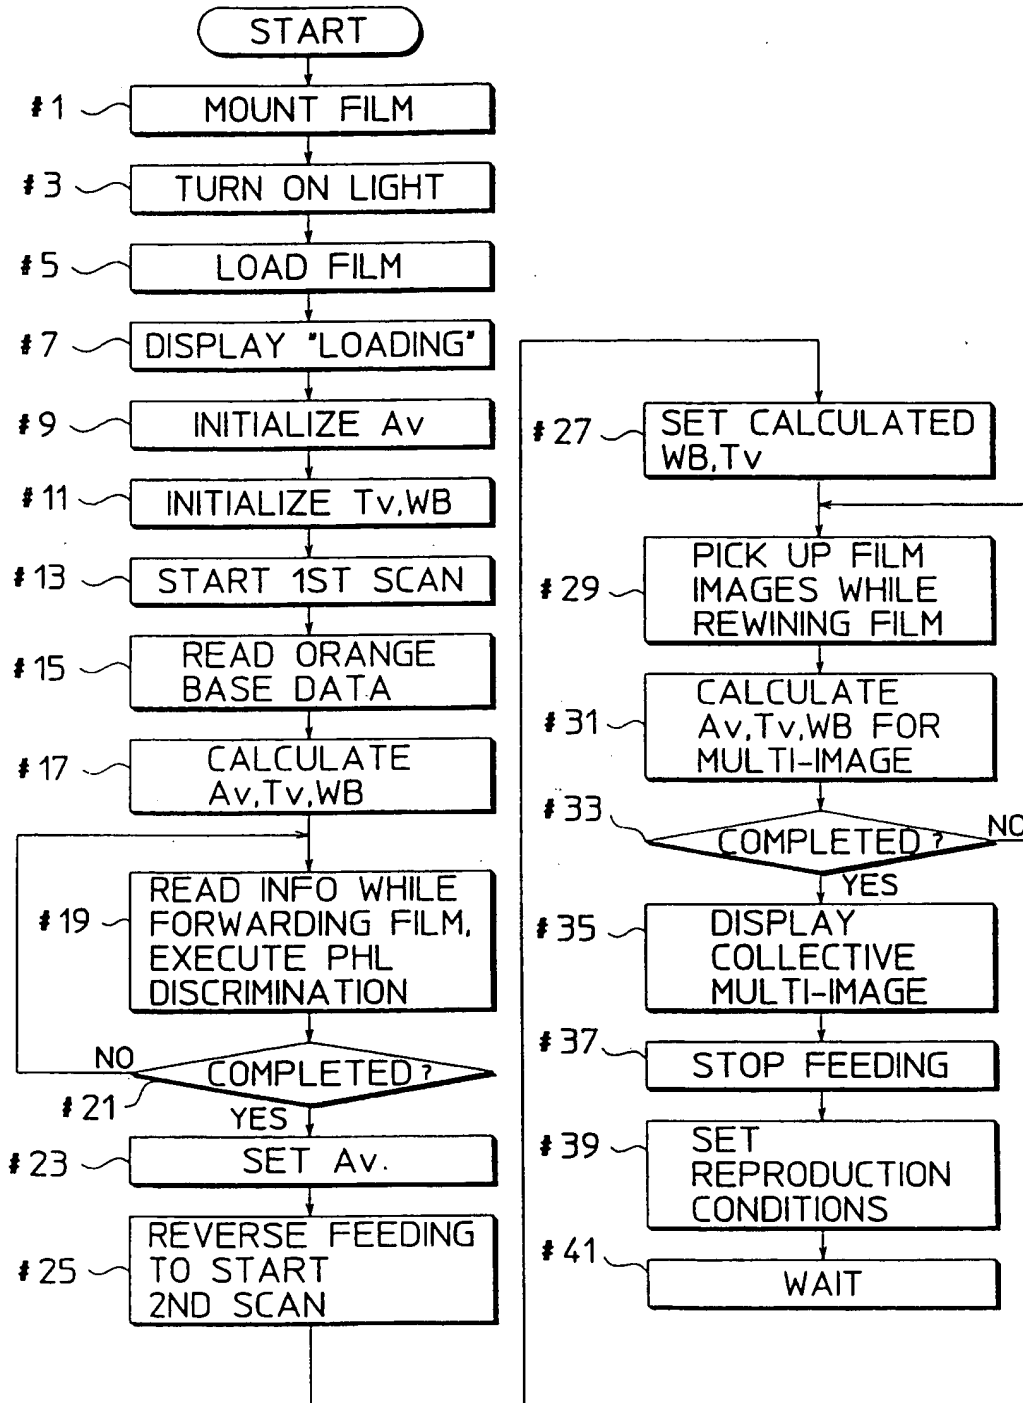 START
#1
MOUNT FILM
#3
TURN ON LIGHT
#5
LOAD FILM
#7
DISPLAY "LOADING"
#9
INITIALIZE Av
#11
INITIALIZE Tv,WB
#13
START 1ST SCAN
#15
READ ORANGE
BASE DATA
#17
CALCULATE
Av,Tv,WB
#19
READ INFO WHILE
FORWARDING FILM,
EXECUTE PHL
DISCRIMINATION
NO
COMPLETED?
#21
YES
#23
SET Av.
#25
REVERSE FEEDING
TO START
2ND SCAN
#27
SET CALCULATED
WB,Tv
#29
PICK UP FILM
IMAGES WHILE
REWINING FILM
#31
CALCULATE
Av,Tv,WB FOR
MULTI-IMAGE
#33
COMPLETED?
NO
YES
#35
DISPLAY
COLLECTIVE
MULTI-IMAGE
#37
STOP FEEDING
#39
SET
REPRODUCTION
CONDITIONS
#41
WAIT